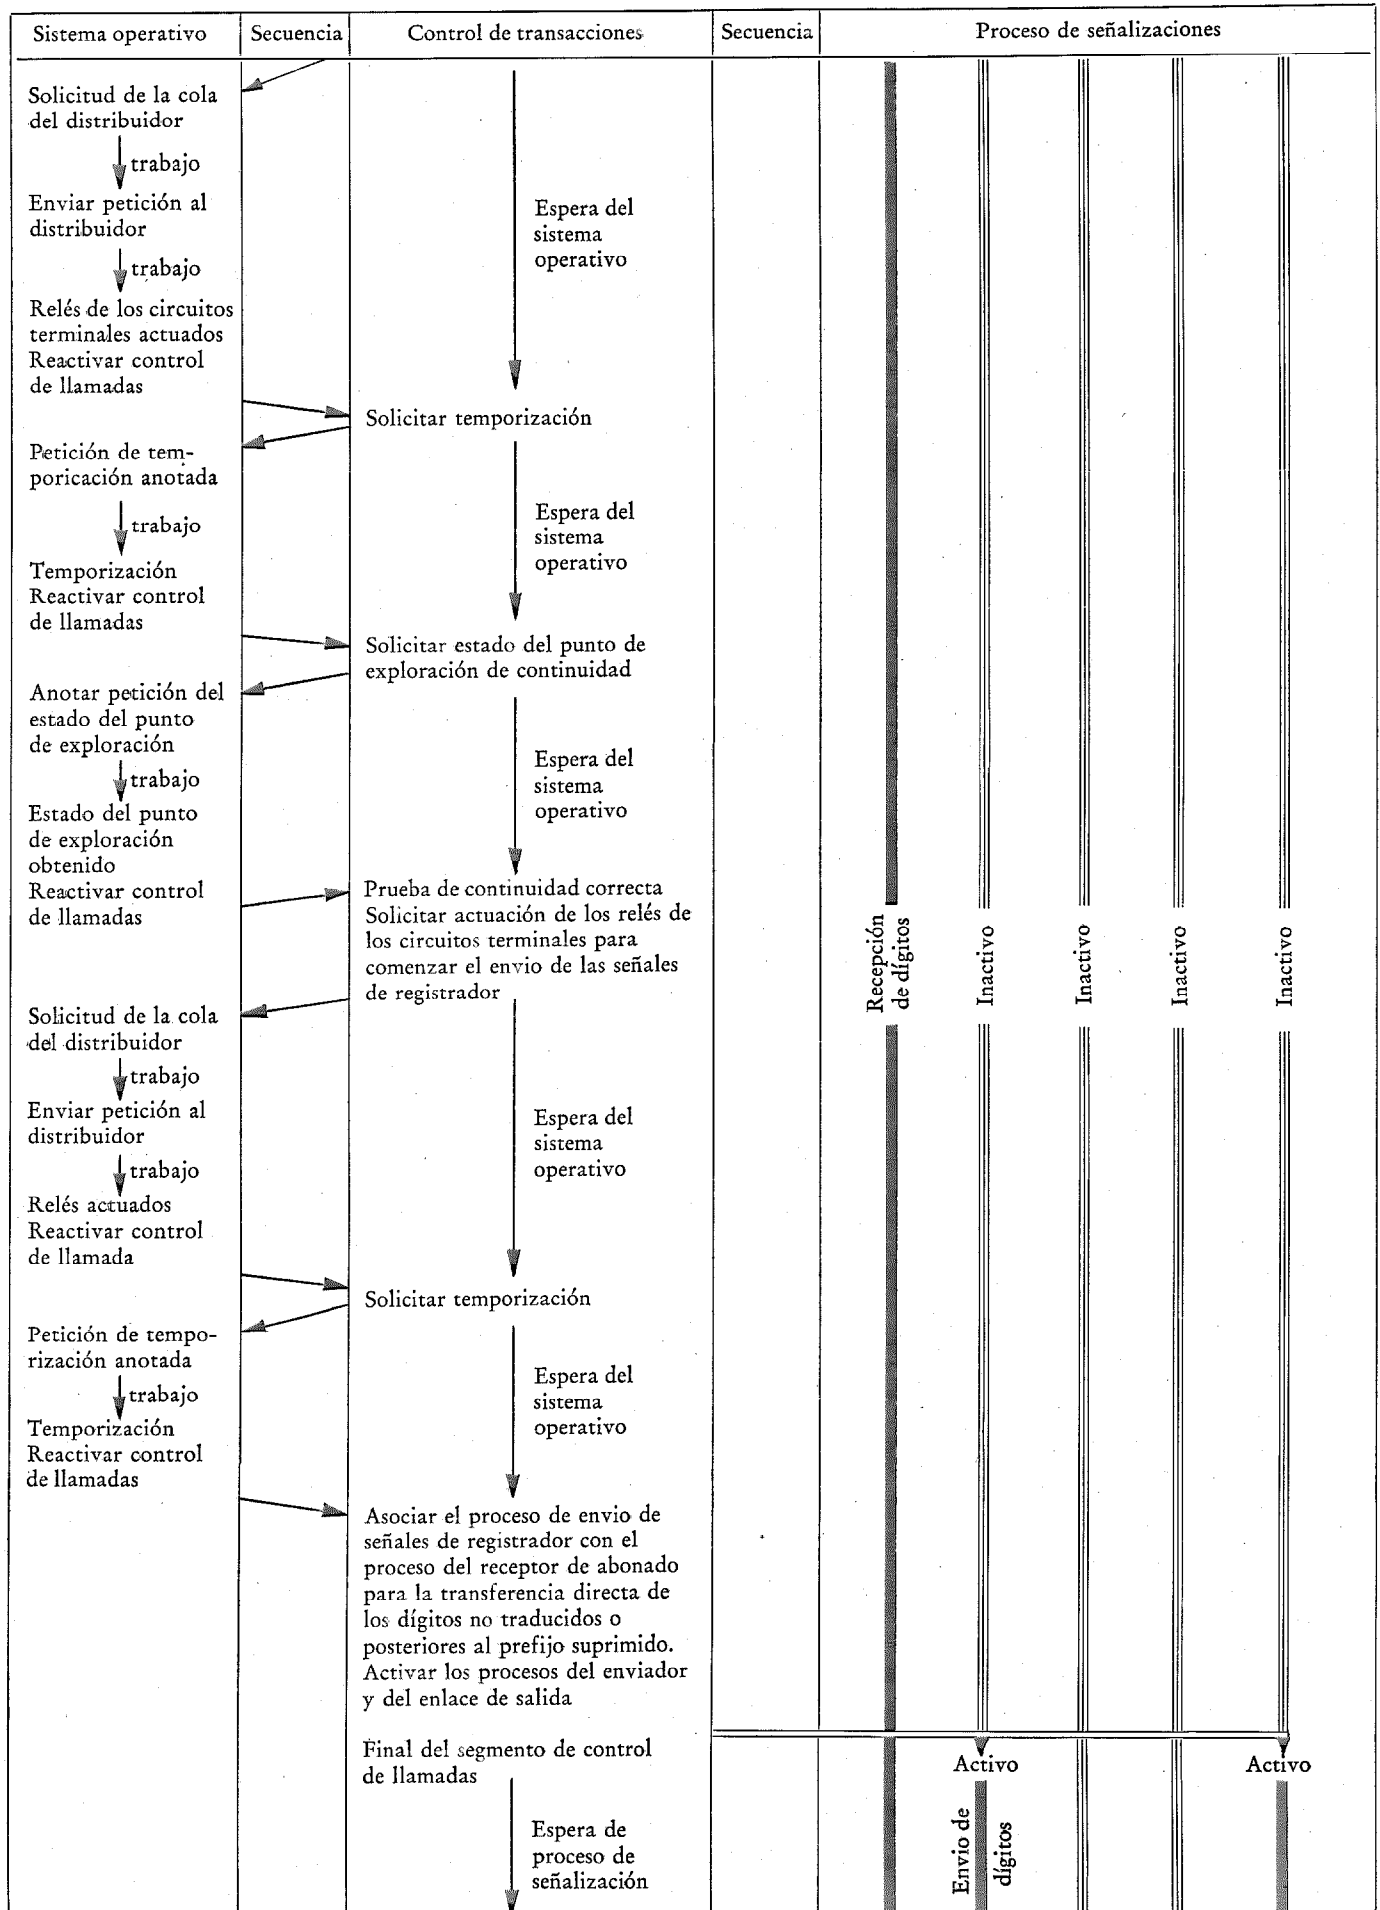 Sistema operativo
Secuencia
Control de transacciones
Secuencia
Proceso de señalizaciones
Solicitud de la cola
del distribuidor
trabajo
Enviar petición al
distribuidor
trabajo
Relés de los circuitos
terminales actuados
Reactivar control
de llamadas
Espera del
sistema
operativo
Solicitar temporización
Petición de tem-
poricación anotada
trabajo
Temporización
Reactivar control
de llamadas
Espera del
sistema
operativo
Solicitar estado del punto de
exploración de continuidad
Anotar petición del
estado del punto
de exploración
trabajo
Estado del punto
de exploración
obtenido
Reactivar control
de llamadas
Espera del
sistema
operativo
Prueba de continuidad correcta
Solicitar actuación de los relés de
los circuitos terminales para
comenzar el envio de las señales
de registrador
Recepción
de dígitos
Inactivo
Inactivo
Inactivo
Inactivo
Solicitud de la cola
del distribuidor
trabajo
Enviar petición al
distribuidor
trabajo
Relés actuados
Reactivar control
de llamada
Espera del
sistema
operativo
Solicitar temporización
Petición de tempo-
rización anotada
trabajo
Temporización
Reactivar control
de llamadas
Espera del
sistema
operativo
Asociar el proceso de envio de
señales de registrador con el
proceso del receptor de abonado
para la transferencia directa de
los dígitos no traducidos o
posteriores al prefijo suprimido.
Activar los procesos del enviador
y del enlace de salida
Final del segmento de control
de llamadas
Activo
Activo
Espera de
proceso de
señalización
Envio de
dígitos